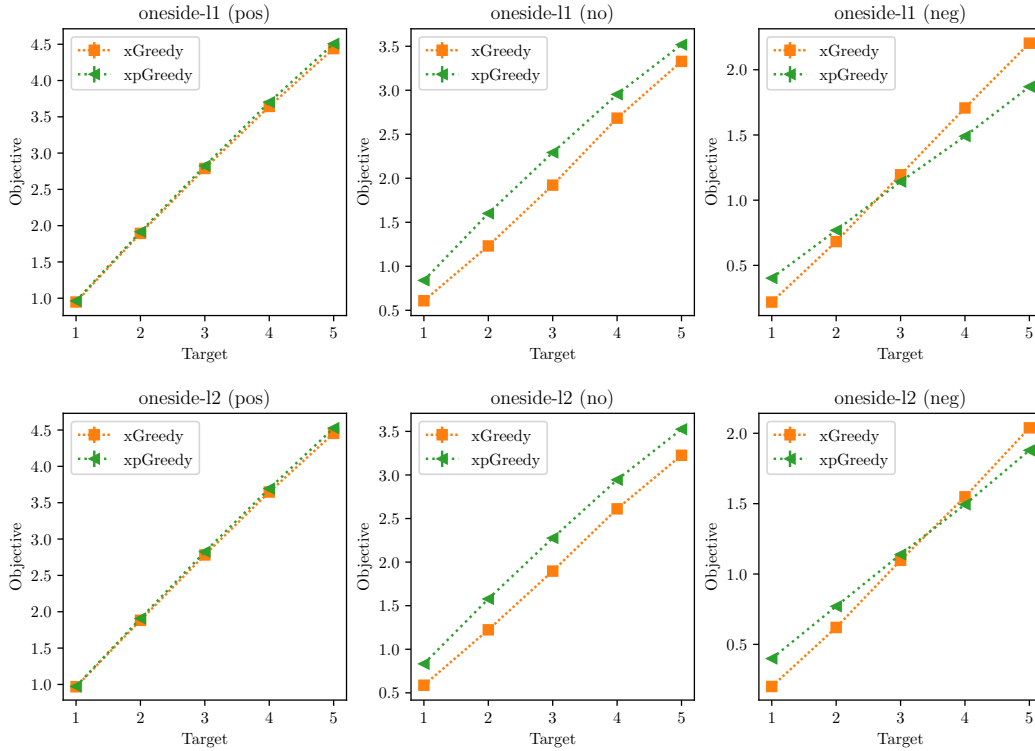 oneside-l1 (pos)
4.5
4.0
3.5
3.0
2.5
2.0
1.5
1.0
Objective
xGreedy
xpGreedy
1 2 3 4 5
Target
oneside-l1 (no)
3.5
3.0
2.5
2.0
1.5
1.0
0.5
Objective
xGreedy
xpGreedy
1 2 3 4 5
Target
oneside-l1 (neg)
2.0
1.5
1.0
0.5
Objective
xGreedy
xpGreedy
1 2 3 4 5
Target
oneside-l2 (pos)
4.5
4.0
3.5
3.0
2.5
2.0
1.5
1.0
Objective
xGreedy
xpGreedy
1 2 3 4 5
Target
oneside-l2 (no)
3.5
3.0
2.5
2.0
1.5
1.0
0.5
Objective
xGreedy
xpGreedy
1 2 3 4 5
Target
oneside-l2 (neg)
2.0
1.5
1.0
0.5
Objective
xGreedy
xpGreedy
1 2 3 4 5
Target